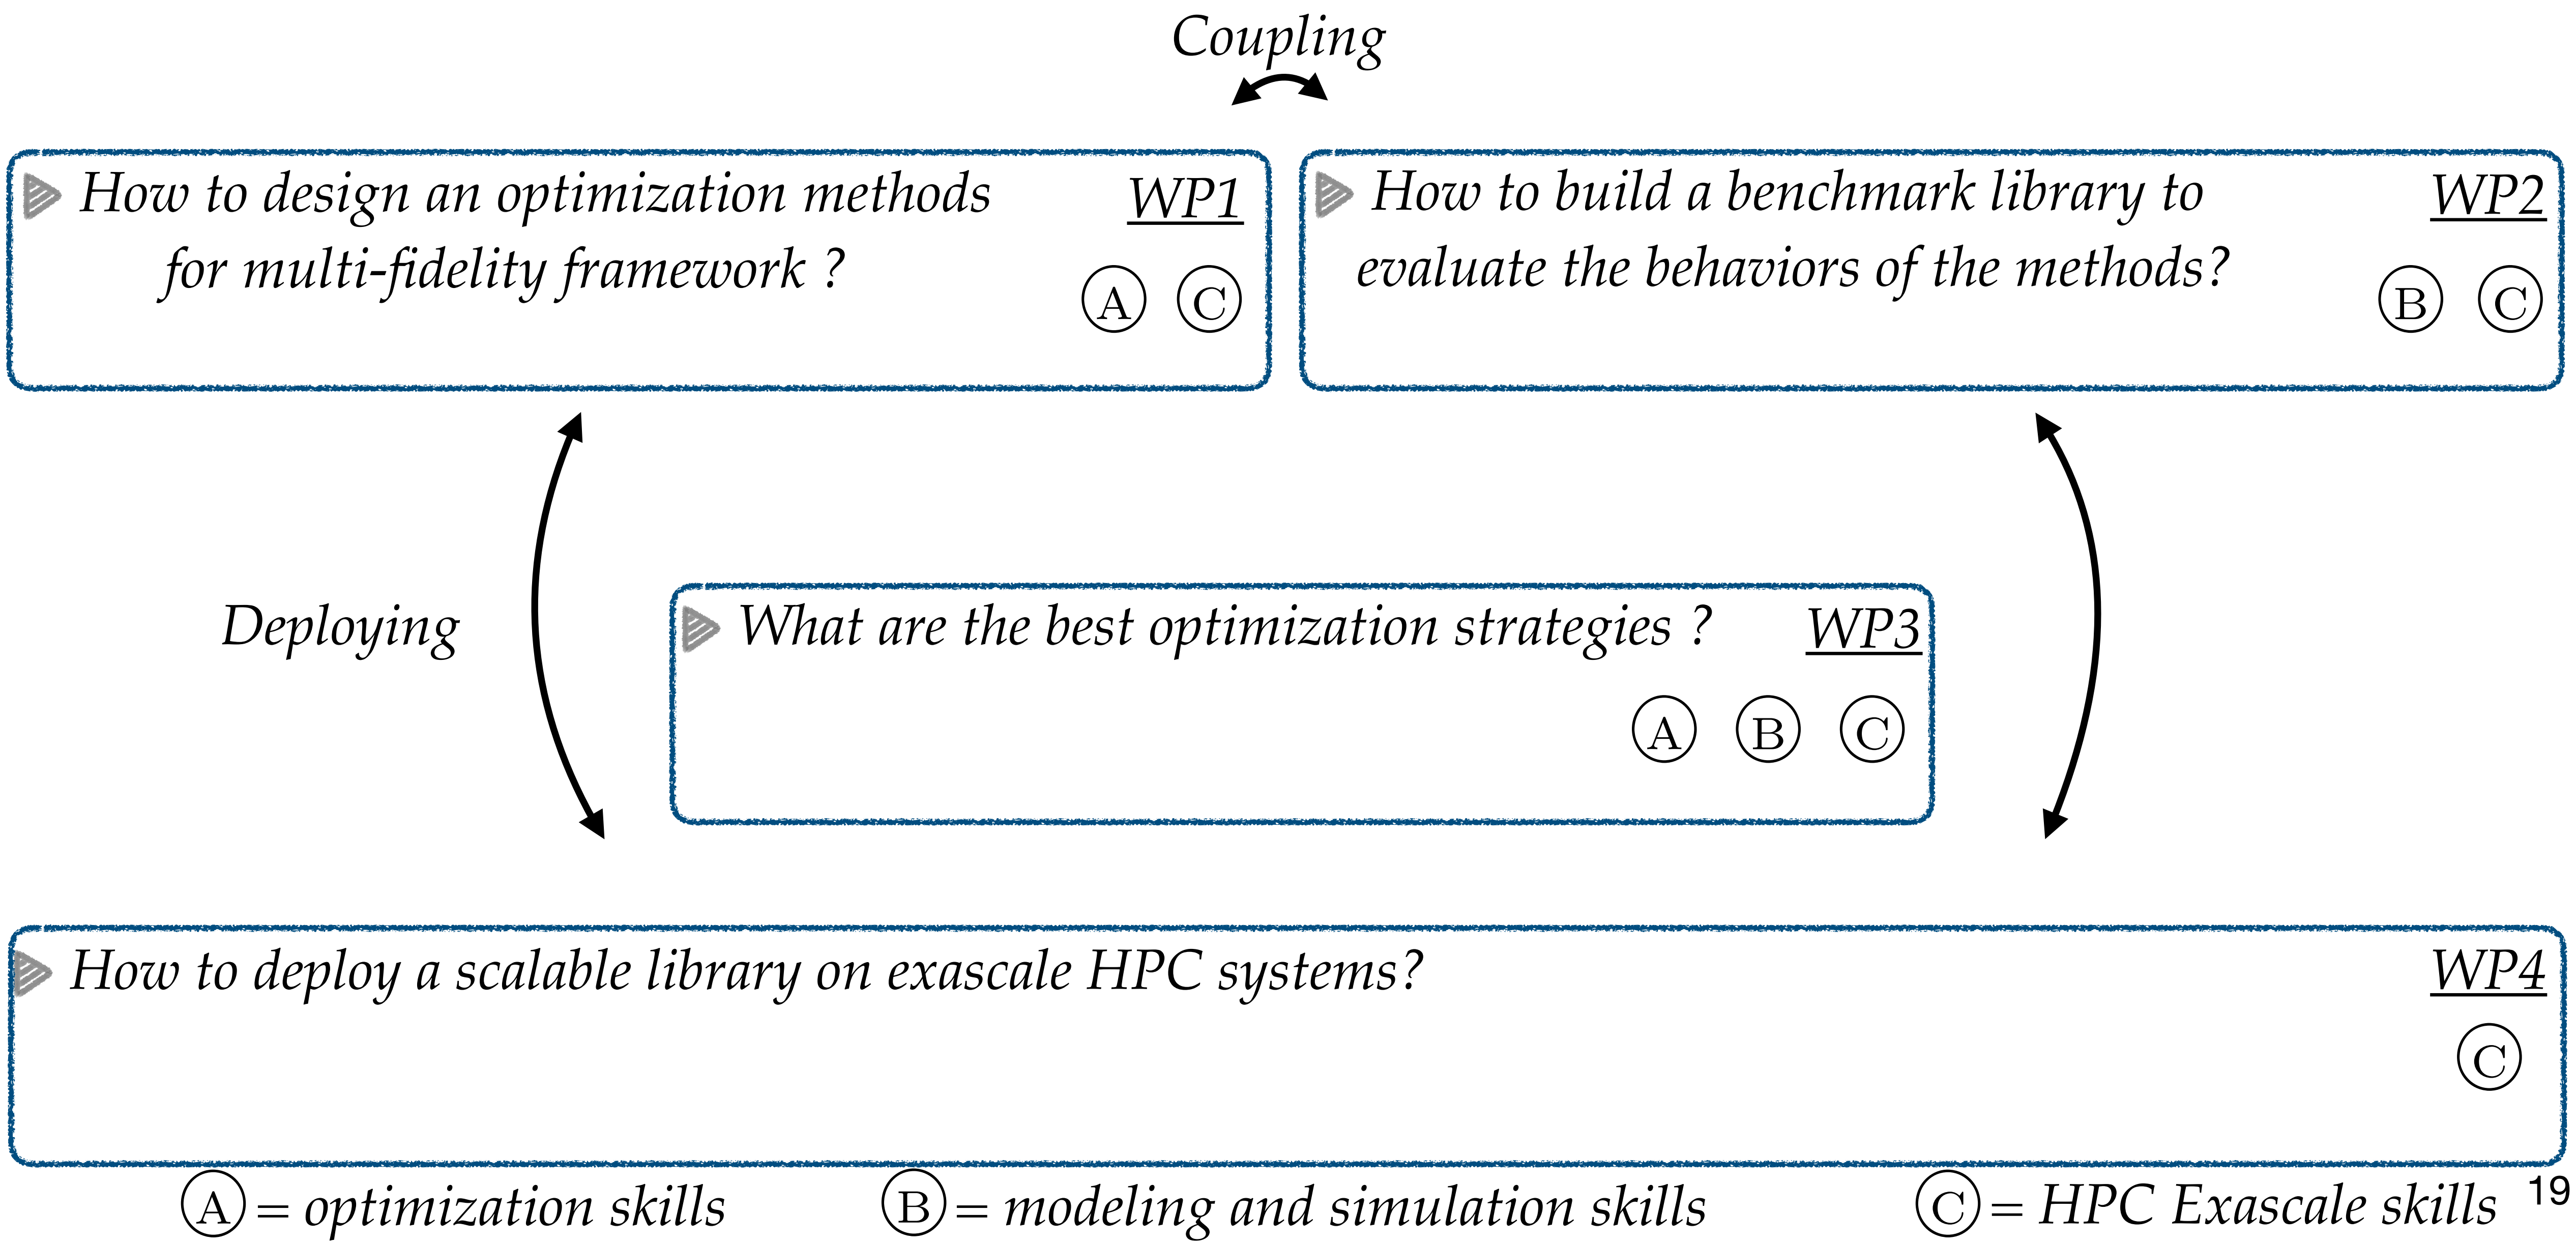 Coupling
How to design an optimization methods
for multi-fidelity framework ?
WP1
A C
How to build a benchmark library to
evaluate the behaviors of the methods?
WP2
B C
Deploying
What are the best optimization strategies ?
WP3
A B C
How to deploy a scalable library on exascale HPC systems?
WP4
C
A = optimization skills
B = modeling and simulation skills
C = HPC Exascale skills
19